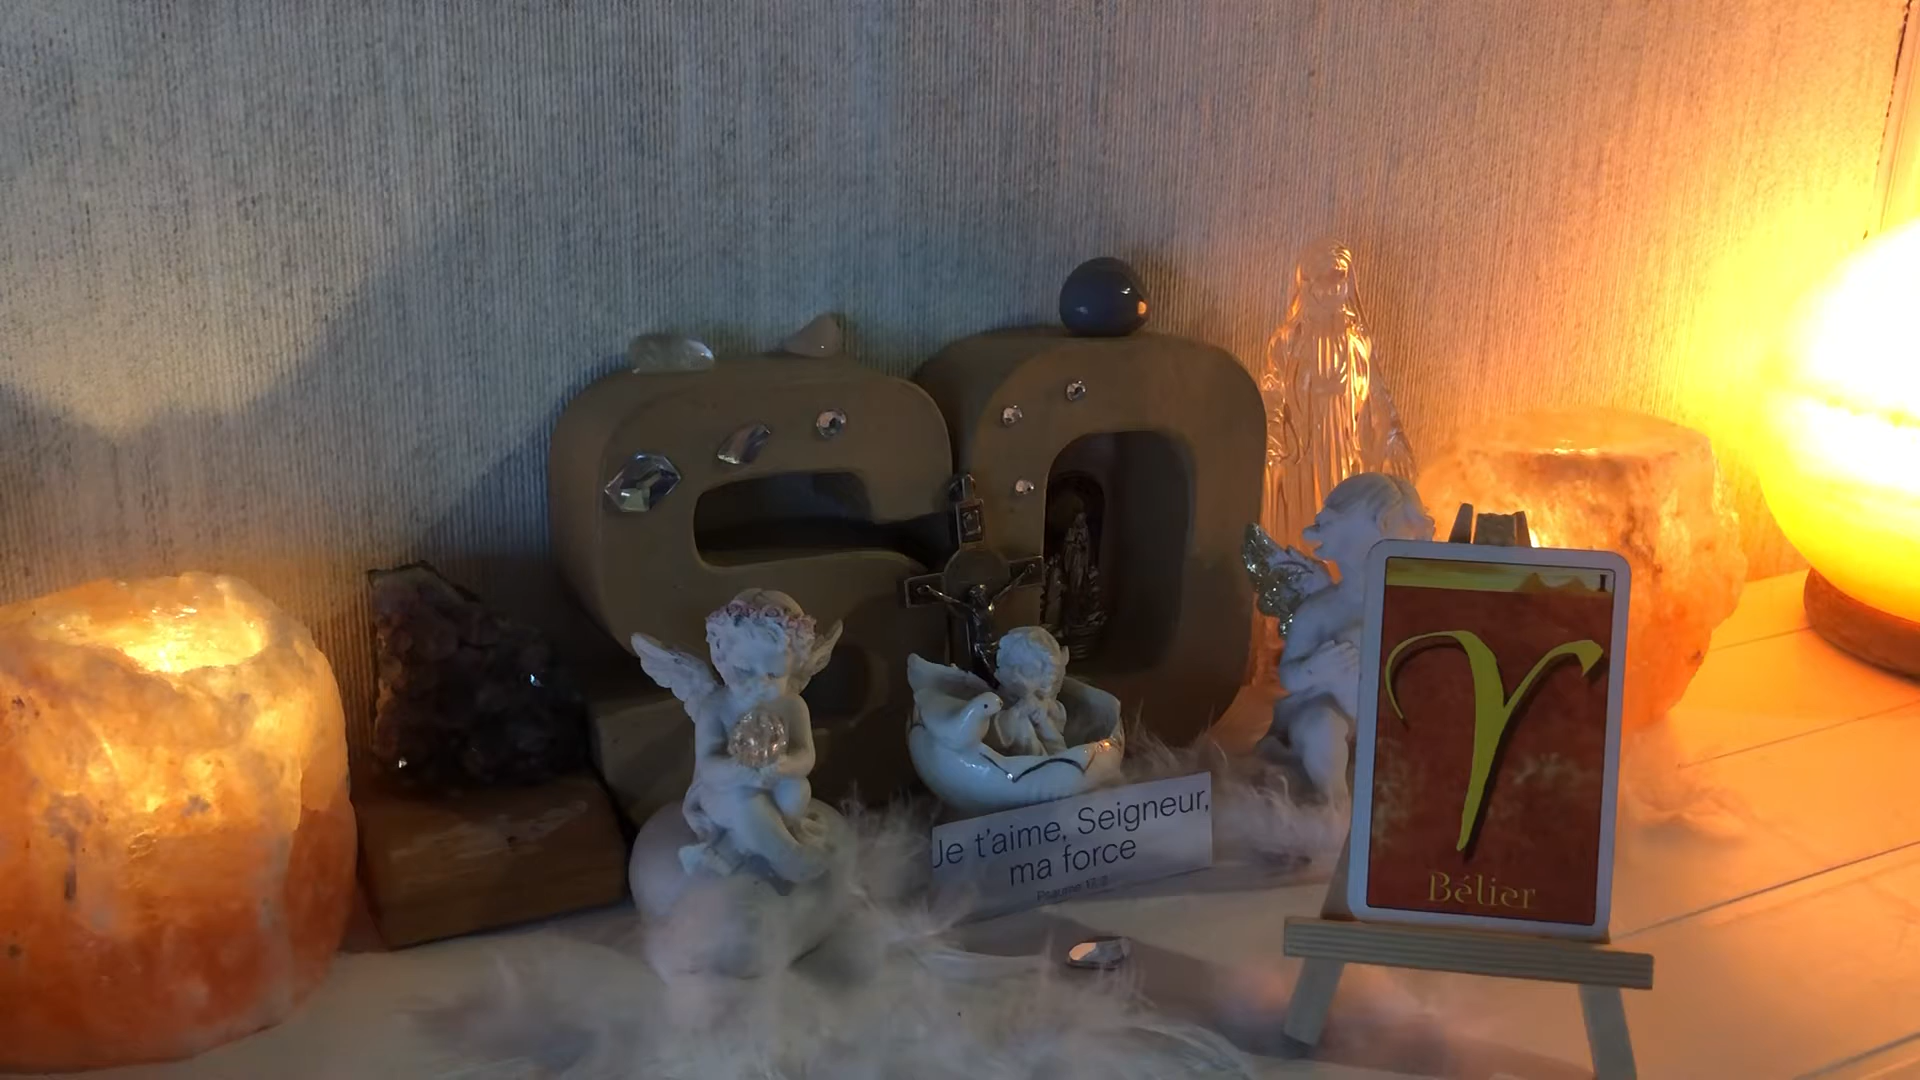 Je t'aime, Seigneur,
ma force
I
Bélier